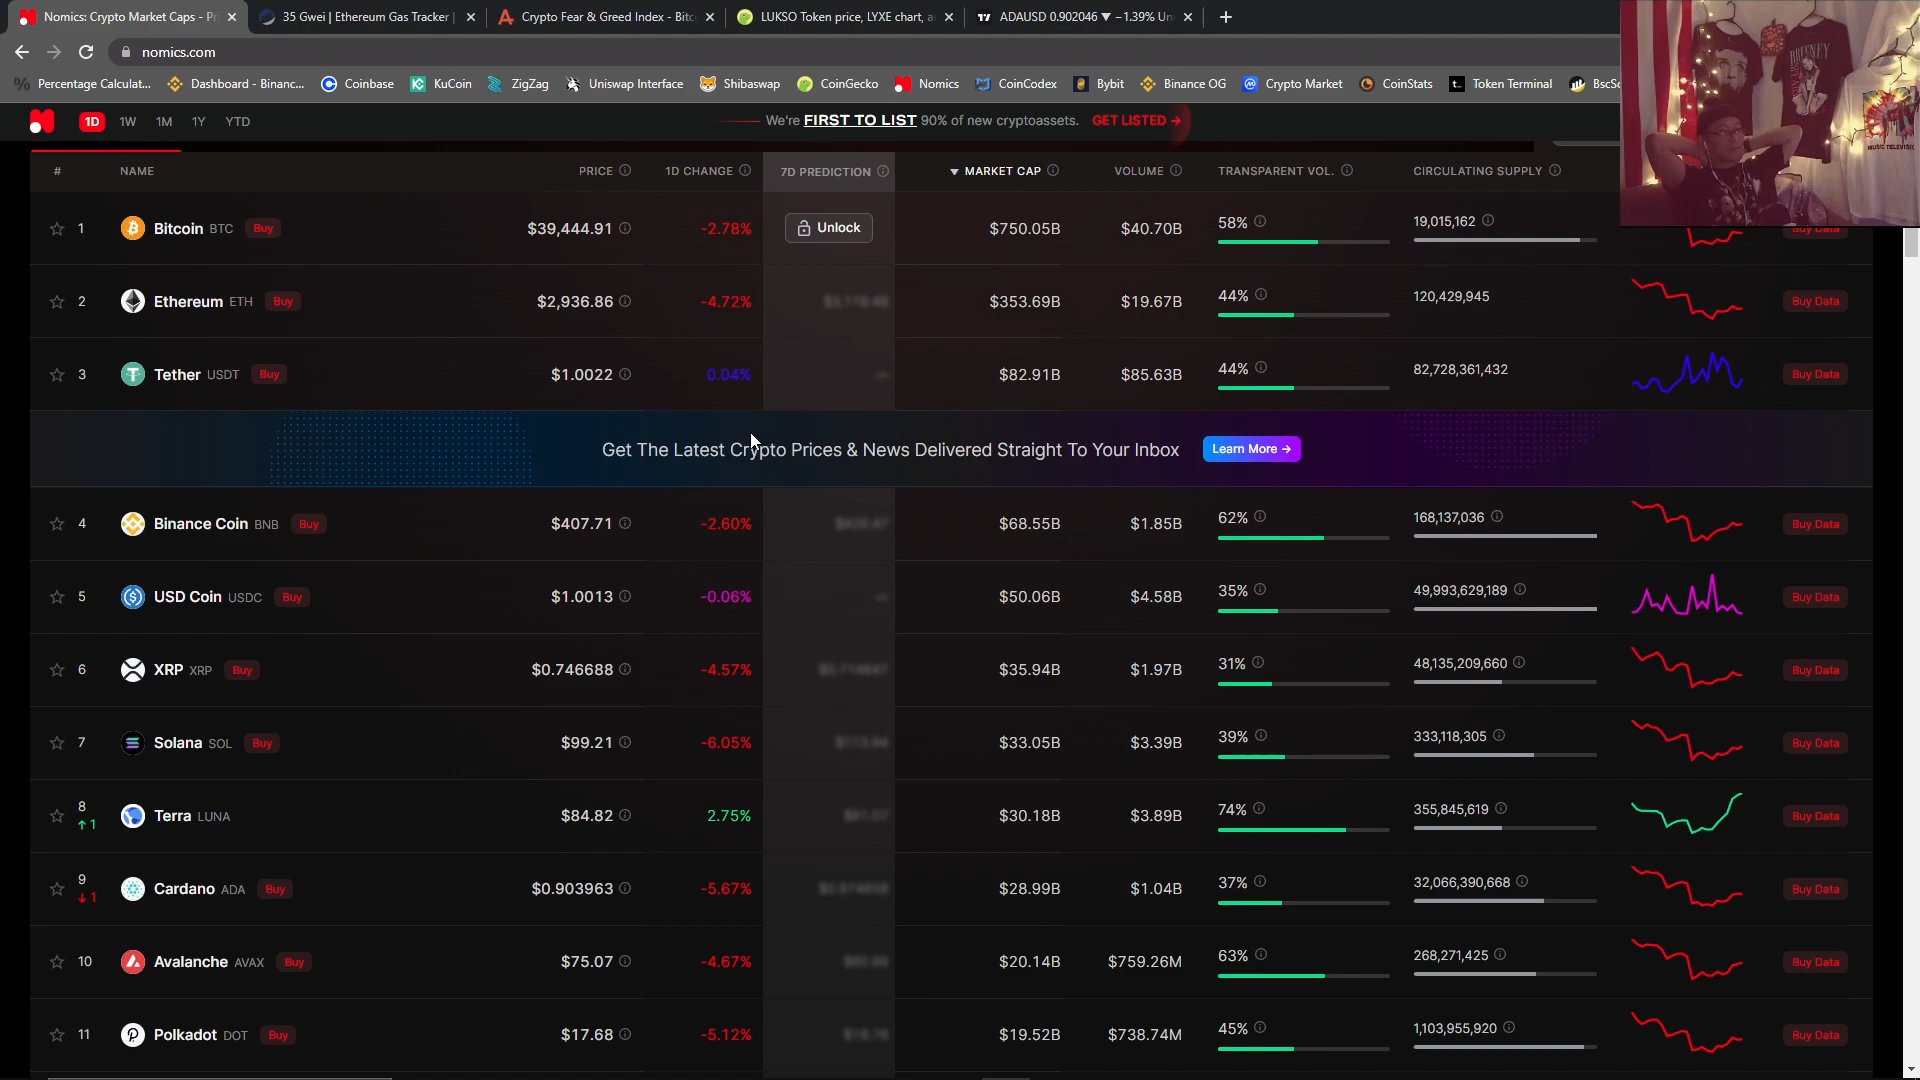 Nomics: Crypto Market Caps - Pr
35 Gwei | Ethereum Gas Tracker |
Crypto Fear & Greed Index - Bitc
LUKSO Token price, LYXE chart, a
ADAUSD 0.902046 ▼ −1.39% Un
nomics.com
Percentage Calculat...
Dashboard - Binanc...
Coinbase
KuCoin
ZigZag
Uniswap Interface
Shibaswap
CoinGecko
Nomics
CoinCodex
Bybit
Binance OG
Crypto Market
CoinStats
Token Terminal
BscSc
1D 1W 1M 1Y YTD
We're FIRST TO LIST 90% of new cryptoassets. GET LISTED →
MUSIC TELEVISION
# NAME PRICE 1D CHANGE 7D PREDICTION ▼ MARKET CAP VOLUME TRANSPARENT VOL. CIRCULATING SUPPLY
1 Bitcoin BTC Buy $39,444.91 -2.78% Unlock $750.05B $40.70B 58% 19,015,162 Buy Data
2 Ethereum ETH Buy $2,936.86 -4.72% $353.69B $19.67B 44% 120,429,945 Buy Data
3 Tether USDT Buy $1.0022 0.04% — $82.91B $85.63B 44% 82,728,361,432 Buy Data
Get The Latest Crypto Prices & News Delivered Straight To Your Inbox Learn More →
4 Binance Coin BNB Buy $407.71 -2.60% $68.55B $1.85B 62% 168,137,036 Buy Data
5 USD Coin USDC Buy $1.0013 -0.06% — $50.06B $4.58B 35% 49,993,629,189 Buy Data
6 XRP XRP Buy $0.746688 -4.57% $35.94B $1.97B 31% 48,135,209,660 Buy Data
7 Solana SOL Buy $99.21 -6.05% $33.05B $3.39B 39% 333,118,305 Buy Data
8 ↑ 1 Terra LUNA $84.82 2.75% $30.18B $3.89B 74% 355,845,619 Buy Data
9 ↓ 1 Cardano ADA Buy $0.903963 -5.67% $28.99B $1.04B 37% 32,066,390,668 Buy Data
10 Avalanche AVAX Buy $75.07 -4.67% $20.14B $759.26M 63% 268,271,425 Buy Data
11 Polkadot DOT Buy $17.68 -5.12% $19.52B $738.74M 45% 1,103,955,920 Buy Data